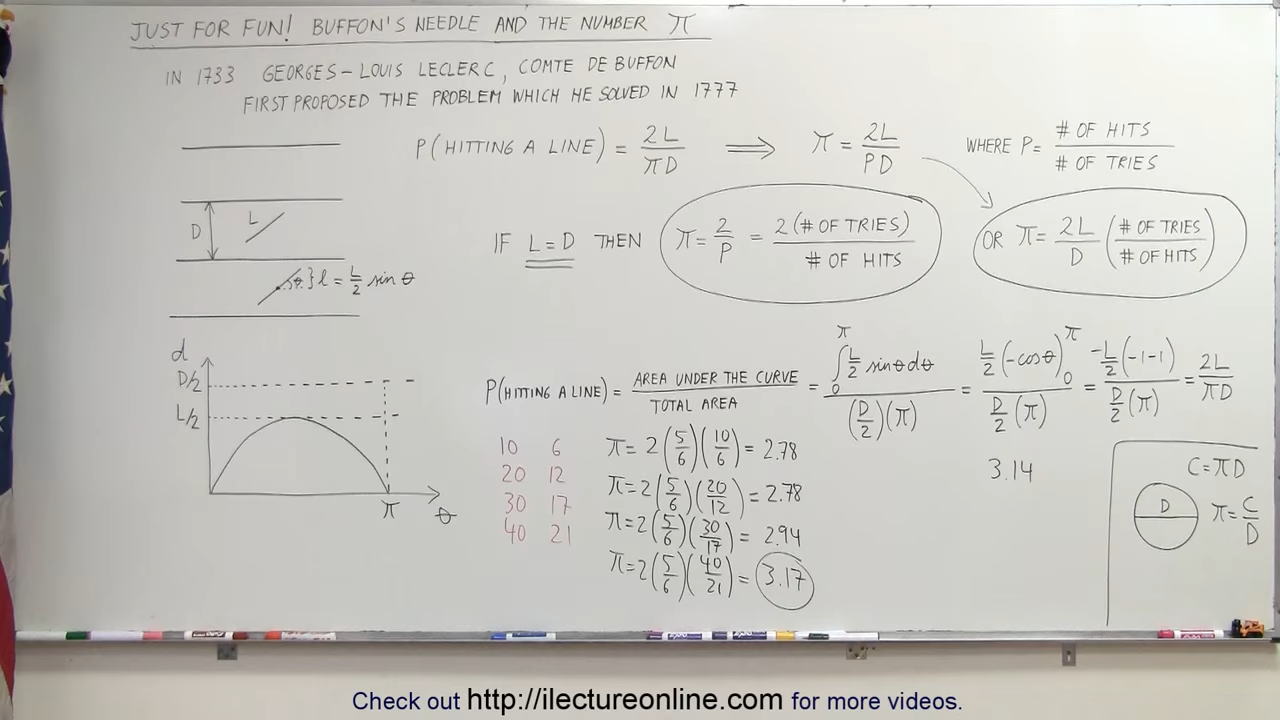 JUST FOR FUN! BUFFON'S NEEDLE AND THE NUMBER π
IN 1733 GEORGES-LOUIS LECLERC, COMTE DE BUFFON
FIRST PROPOSED THE PROBLEM WHICH HE SOLVED IN 1777
P(HITTING A LINE) = 2L/πD ⟹ π = 2L/PD WHERE P = # OF HITS / # OF TRIES
D L
IF L = D THEN π = 2/P = 2(# OF TRIES) / # OF HITS
OR π = 2L/D (# OF TRIES / # OF HITS)
θ } l = L/2 sin θ
d
D/2
L/2
π θ
P(HITTING A LINE) = AREA UNDER THE CURVE / TOTAL AREA = ∫₀^π L/2 sinθ dθ / (D/2)(π) = L/2 (-cosθ)₀^π / D/2 (π) = -L/2 (-1-1) / D/2 (π) = 2L/πD
10 6 π = 2(5/6)(10/6) = 2.78
20 12 π = 2(5/6)(20/12) = 2.78
30 17 π = 2(5/6)(30/17) = 2.94
40 21 π = 2(5/6)(40/21) = 3.17
3.14
C = πD
D π = C/D
Check out http://ilectureonline.com for more videos.